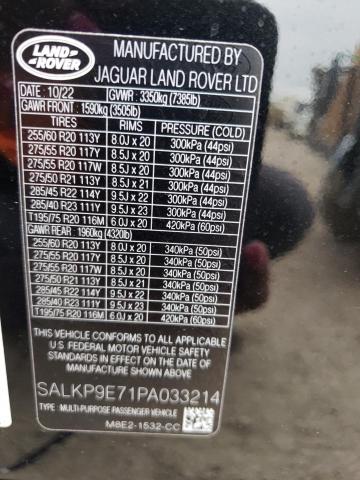 LAND-
ROVER
MANUFACTURED BY
JAGUAR LAND ROVER LTD
DATE : 10/22 GVWR : 3350kg (7385lb)
GAWR FRONT : 1590kg (3505lb)
TIRES RIMS PRESSURE (COLD)
255/60 R20 113Y 8.0J x 20 300kPa (44psi)
275/55 R20 117Y 8.5J x 20 300kPa (44psi)
275/55 R20 117W 8.5J x 20 300kPa (44psi)
275/50 R21 113Y 8.5J x 21 300kPa (44psi)
285/45 R22 114Y 9.5J x 22 300kPa (44psi)
285/40 R23 111Y 9.5J x 23 300kPa (44psi)
T195/75 R20 116M 6.0J x 20 420kPa (60psi)
GAWR REAR: 1960kg (4320lb)
255/60 R20 113Y 8.0J x 20 340kPa (50psi)
275/55 R20 117Y 8.5J x 20 340kPa (50psi)
275/55 R20 117W 8.5J x 20 340kPa (50psi)
275/50 R21 113Y 8.5J x 21 340kPa (50psi)
285/45 R22 114Y 9.5J x 22 340kPa (50psi)
285/40 R23 111Y 9.5J x 23 340kPa (50psi)
T195/75 R20 116M 6.0J x 20 420kPa (60psi)
THIS VEHICLE CONFORMS TO ALL APPLICABLE
U.S FEDERAL MOTOR VEHICLE SAFETY
STANDARDS IN EFFECT ON THE DATE OF
MANUFACTURE SHOWN ABOVE
SALKP9E71PA033214
TYPE : MULTI-PURPOSE PASSENGER VEHICLE
M8E2-1532-CC